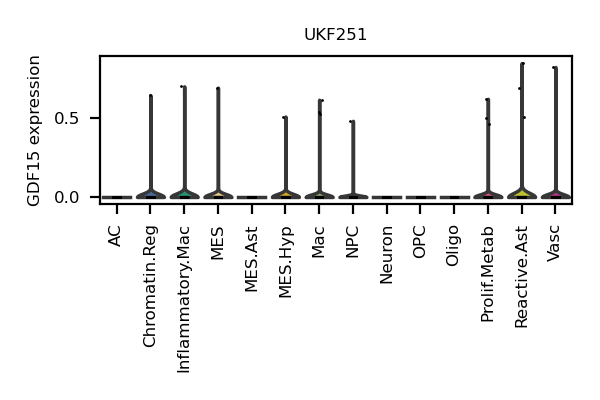 UKF251
GDF15 expression
0.5
0.0
AC
Chromatin.Reg
Inflammatory.Mac
MES
MES.Ast
MES.Hyp
Mac
NPC
Neuron
OPC
Oligo
Prolif.Metab
Reactive.Ast
Vasc